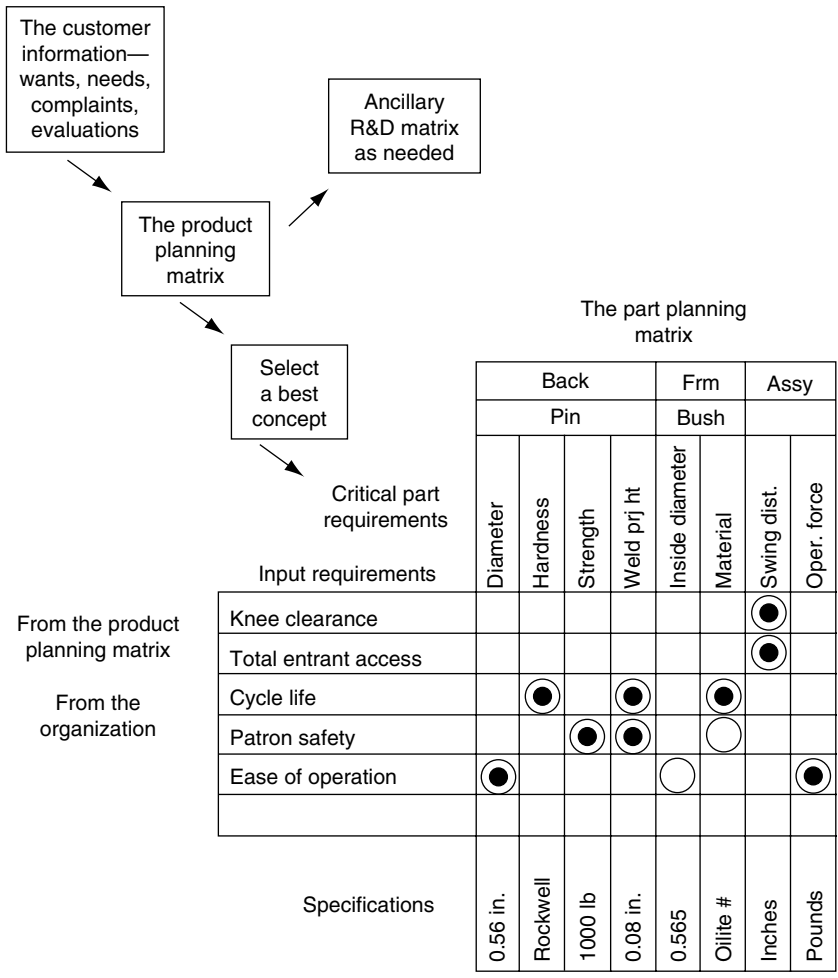 The customer
information—
wants, needs,
complaints,
evaluations
Ancillary
R&D matrix
as needed
The product
planning
matrix
Select
a best
concept
The part planning
matrix
Back
Frm
Assy
Pin
Bush
Critical part
requirements
Diameter
Hardness
Strength
Weld prj ht
Inside diameter
Material
Swing dist.
Oper. force
Input requirements
From the product
planning matrix
From the
organization
Knee clearance
Total entrant access
Cycle life
Patron safety
Ease of operation
Specifications
0.56 in.
Rockwell
1000 lb
0.08 in.
0.565
Oilite #
Inches
Pounds